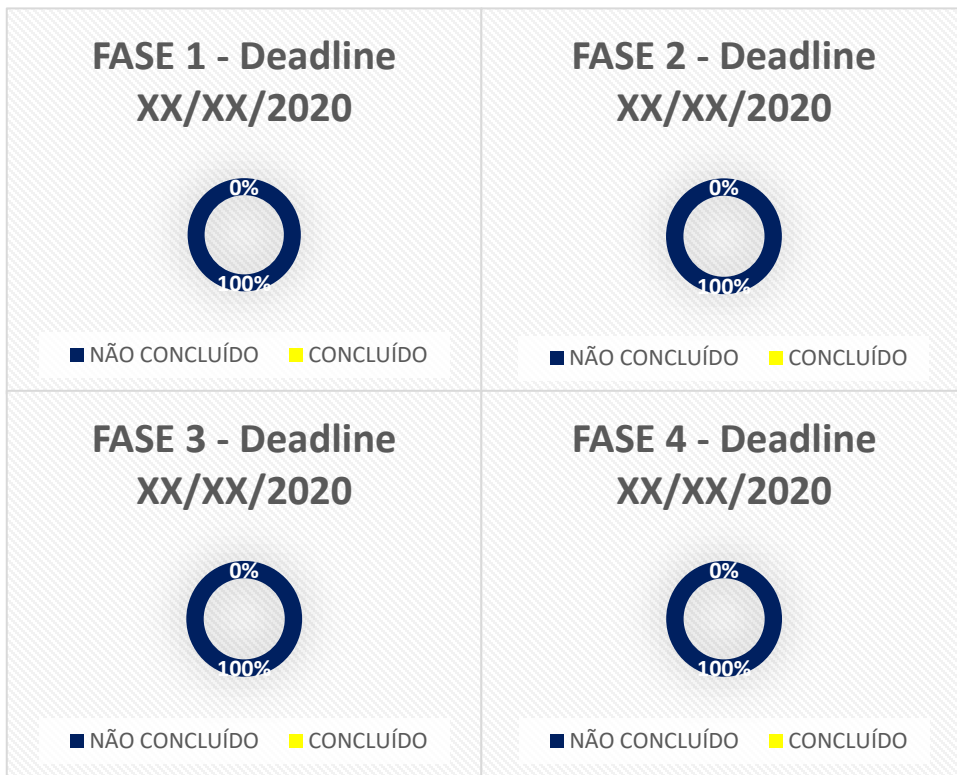 FASE 1 - Deadline
XX/XX/2020
0%
100%
NÃO CONCLUÍDO CONCLUÍDO
FASE 2 - Deadline
XX/XX/2020
0%
100%
NÃO CONCLUÍDO CONCLUÍDO
FASE 3 - Deadline
XX/XX/2020
0%
100%
NÃO CONCLUÍDO CONCLUÍDO
FASE 4 - Deadline
XX/XX/2020
0%
100%
NÃO CONCLUÍDO CONCLUÍDO